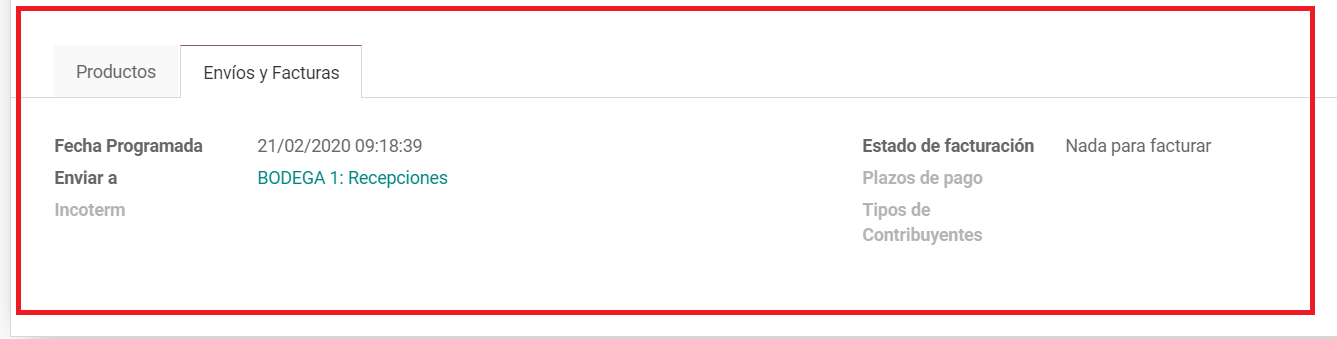 Productos
Envíos y Facturas
Fecha Programada 21/02/2020 09:18:39
Enviar a BODEGA 1: Recepciones
Incoterm
Estado de facturación Nada para facturar
Plazos de pago
Tipos de
Contribuyentes